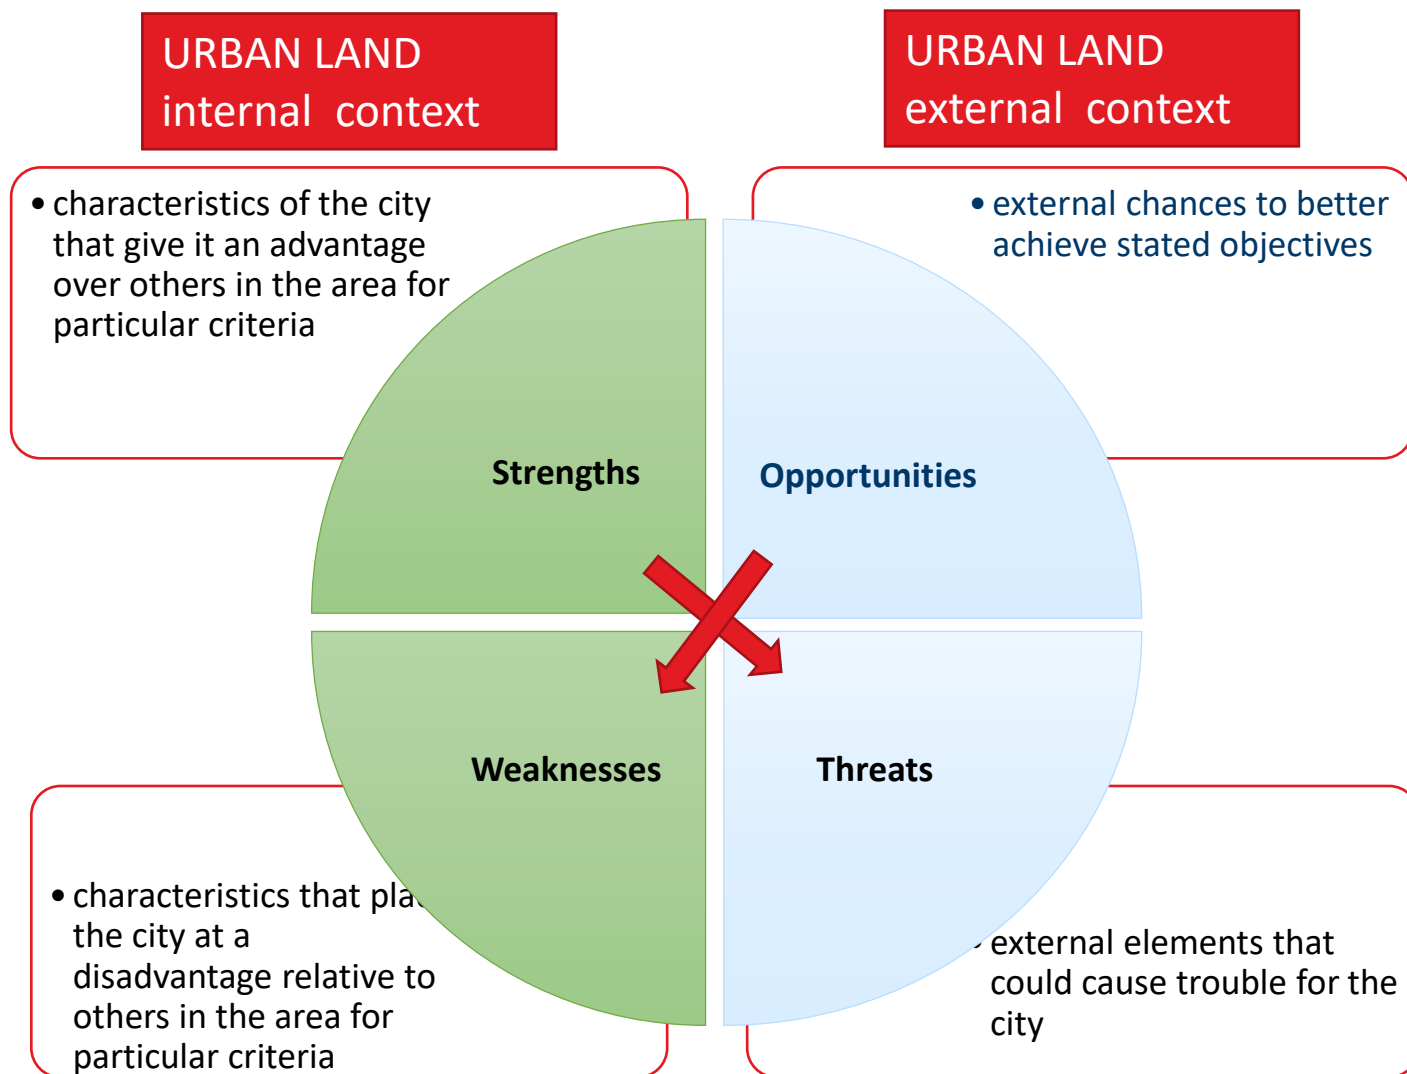 URBAN LAND
internal context
URBAN LAND
external context
• characteristics of the city
that give it an advantage
over others in the area for
particular criteria
• external chances to better
achieve stated objectives
Strengths
Opportunities
Weaknesses
Threats
• characteristics that
the city at a
disadvantage relative to
others in the area for
particular criteria
• external elements that
could cause trouble for the
city